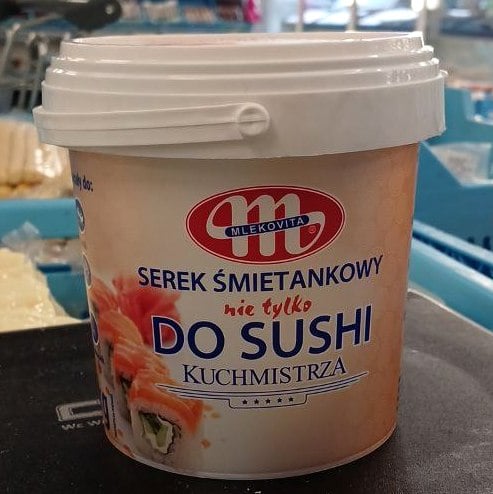 MLEKOVITA
SEREK ŚMIETANKOWY
nie tylko
DO SUSHI
KUCHMISTRZA